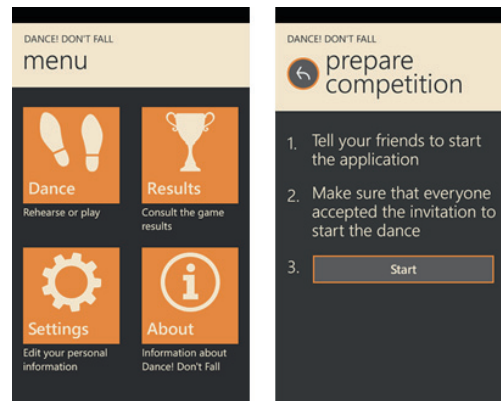 DANCE! DON'T FALL
menu
Dance
Rehearse or play
Results
Consult the game
results
Settings
Edit your personal
information
About
Information about
Dance! Don't Fall
DANCE! DON'T FALL
prepare
competition
1. Tell your friends to start
the application
2. Make sure that everyone
accepted the invitation to
start the dance
3. Start